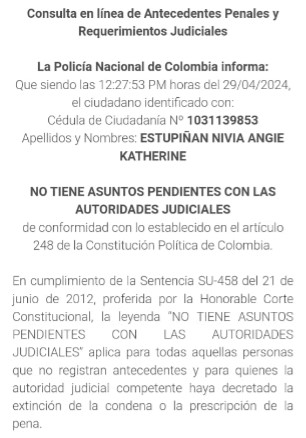 Consulta en línea de Antecedentes Penales y
Requerimientos Judiciales
La Policía Nacional de Colombia informa:
Que siendo las 12:27:53 PM horas del 29/04/2024,
el ciudadano identificado con:
Cédula de Ciudadanía Nº 1031139853
Apellidos y Nombres: ESTUPIÑAN NIVIA ANGIE
KATHERINE
NO TIENE ASUNTOS PENDIENTES CON LAS
AUTORIDADES JUDICIALES
de conformidad con lo establecido en el artículo
248 de la Constitución Política de Colombia.
En cumplimiento de la Sentencia SU-458 del 21 de
junio de 2012, proferida por la Honorable Corte
Constitucional, la leyenda “NO TIENE ASUNTOS
PENDIENTES CON LAS AUTORIDADES
JUDICIALES” aplica para todas aquellas personas
que no registran antecedentes y para quienes la
autoridad judicial competente haya decretado la
extinción de la condena o la prescripción de la
pena.